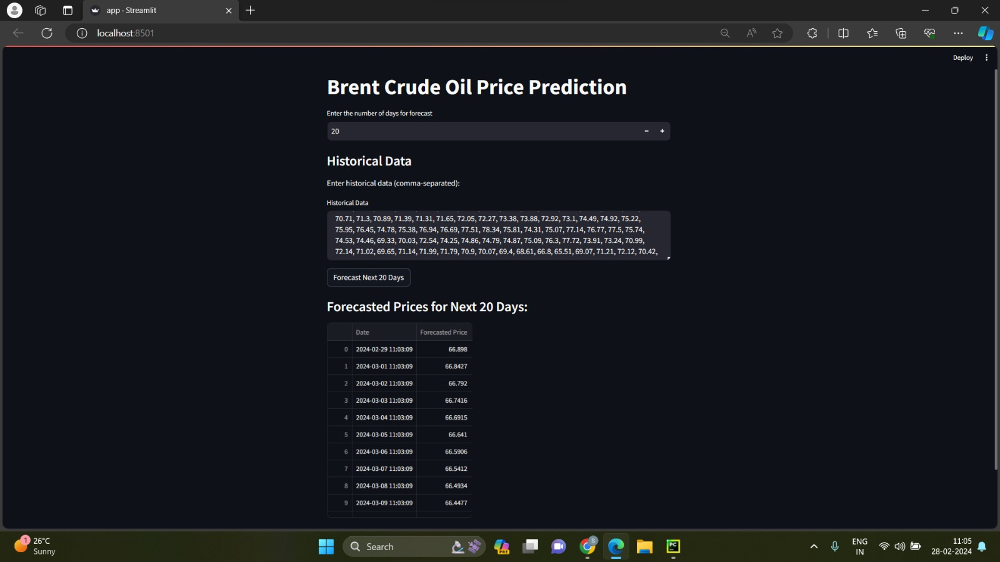 app · Streamlit
localhost:8501
Deploy
Brent Crude Oil Price Prediction
Enter the number of days for forecast
20
Historical Data
Enter historical data (comma-separated):
Historical Data
70.71, 71.3, 70.89, 71.39, 71.31, 71.65, 72.05, 72.27, 73.38, 73.88, 72.92, 73.1, 74.49, 74.92, 75.22,
75.95, 76.45, 74.78, 75.38, 76.94, 76.69, 77.51, 78.34, 75.81, 74.31, 75.07, 77.14, 76.77, 77.5, 75.74,
74.53, 74.46, 69.33, 70.03, 72.54, 74.25, 74.86, 74.79, 74.87, 75.09, 76.3, 77.72, 73.91, 73.24, 70.99,
72.14, 71.02, 69.65, 71.14, 71.99, 71.79, 70.9, 70.07, 69.4, 68.61, 66.8, 65.51, 69.07, 71.21, 72.12, 70.42,
Forecast Next 20 Days
Forecasted Prices for Next 20 Days:
Date Forecasted Price
0 2024-02-29 11:03:09 66.898
1 2024-03-01 11:03:09 66.8427
2 2024-03-02 11:03:09 66.792
3 2024-03-03 11:03:09 66.7416
4 2024-03-04 11:03:09 66.6915
5 2024-03-05 11:03:09 66.641
6 2024-03-06 11:03:09 66.5906
7 2024-03-07 11:03:09 66.5412
8 2024-03-08 11:03:09 66.4934
9 2024-03-09 11:03:09 66.4477
1
26°C
Sunny
Search
PRE
S
PC
ENG
IN
11:05
28-02-2024